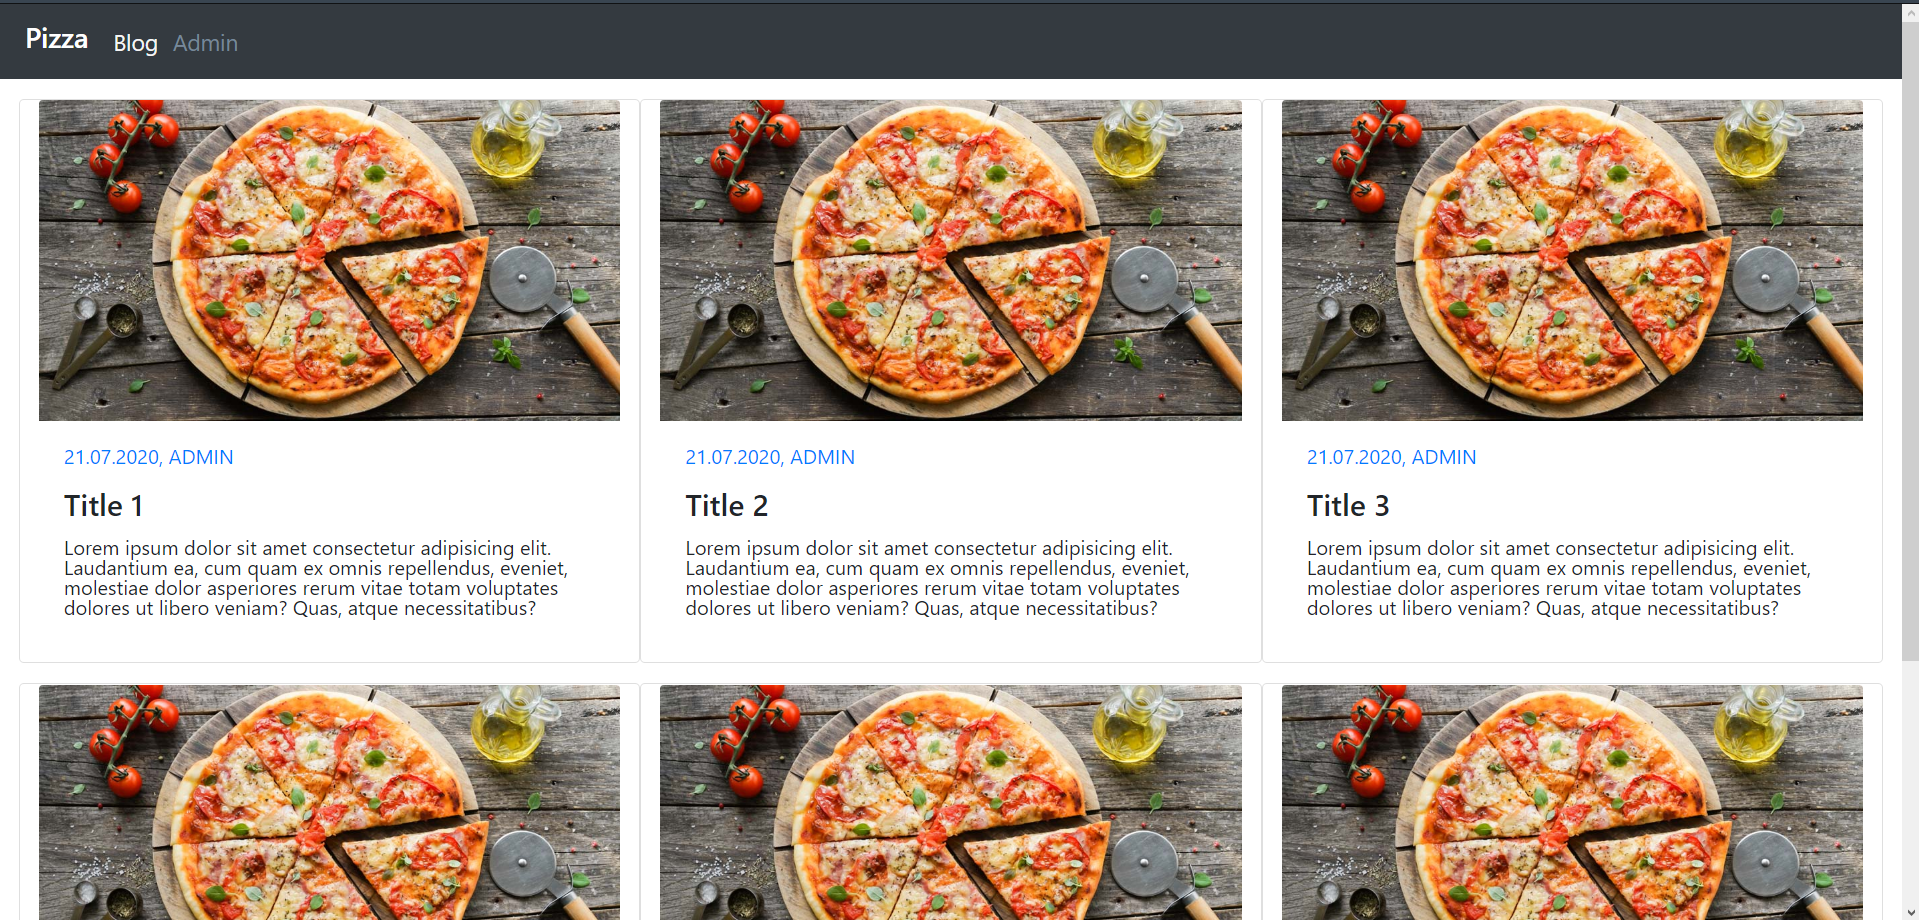 Pizza Blog Admin
21.07.2020, ADMIN
Title 1
Lorem ipsum dolor sit amet consectetur adipisicing elit.
Laudantium ea, cum quam ex omnis repellendus, eveniet,
molestiae dolor asperiores rerum vitae totam voluptates
dolores ut libero veniam? Quas, atque necessitatibus?
21.07.2020, ADMIN
Title 2
Lorem ipsum dolor sit amet consectetur adipisicing elit.
Laudantium ea, cum quam ex omnis repellendus, eveniet,
molestiae dolor asperiores rerum vitae totam voluptates
dolores ut libero veniam? Quas, atque necessitatibus?
21.07.2020, ADMIN
Title 3
Lorem ipsum dolor sit amet consectetur adipisicing elit.
Laudantium ea, cum quam ex omnis repellendus, eveniet,
molestiae dolor asperiores rerum vitae totam voluptates
dolores ut libero veniam? Quas, atque necessitatibus?